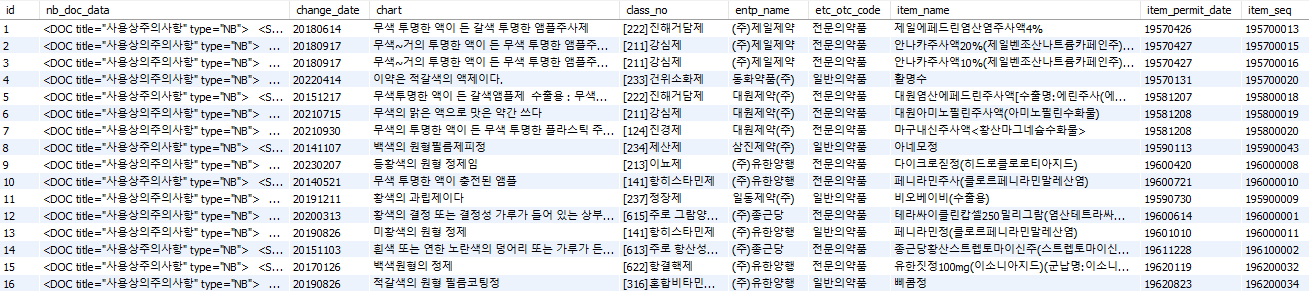 id nb_doc_data change_date chart class_no entp_name etc_otc_code item_name item_permit_date item_seq
1 <DOC title="사용상의주의사항" type="NB"> <S... 20180614 무색 투명한 액이 든 갈색 투명한 앰플주사제 [222]진해거담제 (주)제일제약 전문의약품 제일에페드린염산염주사액4% 19570426 195700013
2 <DOC title="사용상의주의사항" type="NB"> <S... 20180917 무색~거의 투명한 액이 든 무색 투명한 앰플주... [211]강심제 (주)제일제약 전문의약품 안나카주사액20%(제일벤조산나트륨카페인주)... 19570427 195700015
3 <DOC title="사용상의주의사항" type="NB"> <S... 20180917 무색~거의 투명한 액이 든 무색 투명한 앰플주... [211]강심제 (주)제일제약 전문의약품 안나카주사액10%(제일벤조산나트륨카페인주)... 19570427 195700016
4 <DOC title="사용상의주의사항" type="NB"> <S... 20220414 이약은 적갈색의 액제이다. [233]건위소화제 동화약품(주) 일반의약품 활명수 19570131 195700020
5 <DOC title="사용상의주의사항" type="NB"> <S... 20151217 무색투명한 액이 든 갈색앰플제 수출용 : 무색... [222]진해거담제 대원제약(주) 전문의약품 대원염산에페드린주사액[수출명:에린주사(에... 19581207 195800018
6 <DOC title="사용상의주의사항" type="NB"> <S... 20210715 무색의 맑은 액으로 맛은 약간 쓰다 [211]강심제 대원제약(주) 전문의약품 대원아미노필린주사액(아미노필린수화물) 19581208 195800019
7 <DOC title="사용상의주의사항" type="NB"> <S... 20210930 무색의 투명한 액이 든 무색 투명한 플라스틱 주... [124]진경제 대원제약(주) 전문의약품 마구내신주사액<황산마그네슘수화물> 19581208 195800020
8 <DOC title="사용상의주의사항" type="NB"> <S... 20141107 백색의 원형필름제피정 [234]제산제 삼진제약(주) 일반의약품 아네모정 19590113 195900043
9 <DOC title="사용상의주의사항" type="NB"> <S... 20230207 등황색의 원형 정제임 [213]이뇨제 (주)유한양행 전문의약품 다이크로짇정(히드로클로로티아지드) 19600420 196000008
10 <DOC title="사용상의주의사항" type="NB"> <S... 20140521 무색 투명한 액이 충전된 앰플 [141]항히스타민제 (주)유한양행 전문의약품 페니라민주사(클로르페니라민말레산염) 19600721 196000010
11 <DOC title="사용상의주의사항" type="NB"> <S... 20191211 황색의 과립제이다 [237]정장제 일동제약(주) 일반의약품 비오베이비(수출용) 19590730 195900009
12 <DOC title="사용상의주의사항" type="NB"> <S... 20200313 황색의 결정 또는 결정성 가루가 들어 있는 상부... [615]주로 그람양... (주)종근당 전문의약품 테라싸이클린캅셀250밀리그람(염산테트라싸... 19600614 196000001
13 <DOC title="사용상의주의사항" type="NB"> <S... 20190826 미황색의 원형 정제 [141]항히스타민제 (주)유한양행 일반의약품 페니라민정(클로르페니라민말레산염) 19601010 196000011
14 <DOC title="사용상의주의사항" type="NB"> <S... 20151103 흰색 또는 연한 노란색의 덩어리 또는 가루가 든... [613]주로 항산성... (주)종근당 전문의약품 종근당황산스트렙토마이신주(스트렙토마이신... 19611228 196100002
15 <DOC title="사용상의주의사항" type="NB"> <S... 20170126 백색원형의 정제 [622]항결핵제 (주)유한양행 전문의약품 유한짓정100mg(이소니아지드)(군납명:이소니... 19620119 196200032
16 <DOC title="사용상의주의사항" type="NB"> <S... 20190826 적갈색의 원형 필름코팅정 [316]혼합비타민... (주)유한양행 일반의약품 삐콤정 19620823 196200034